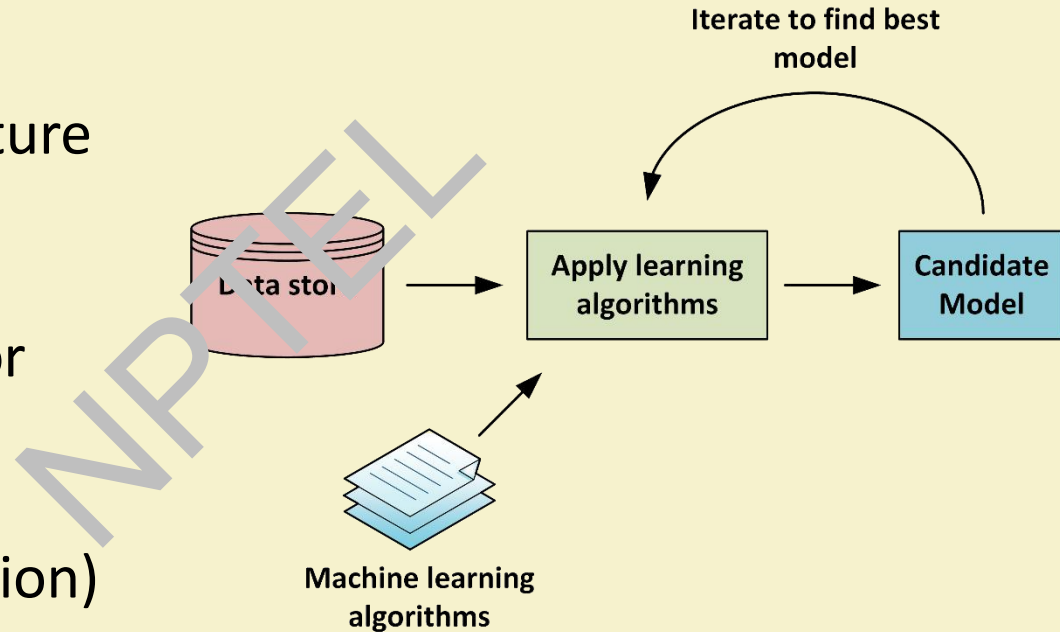 Iterate to find best
model
ture
Apply learning
algorithms
Candidate
Model
or
NPTEL
ion)
Machine learning
algorithms